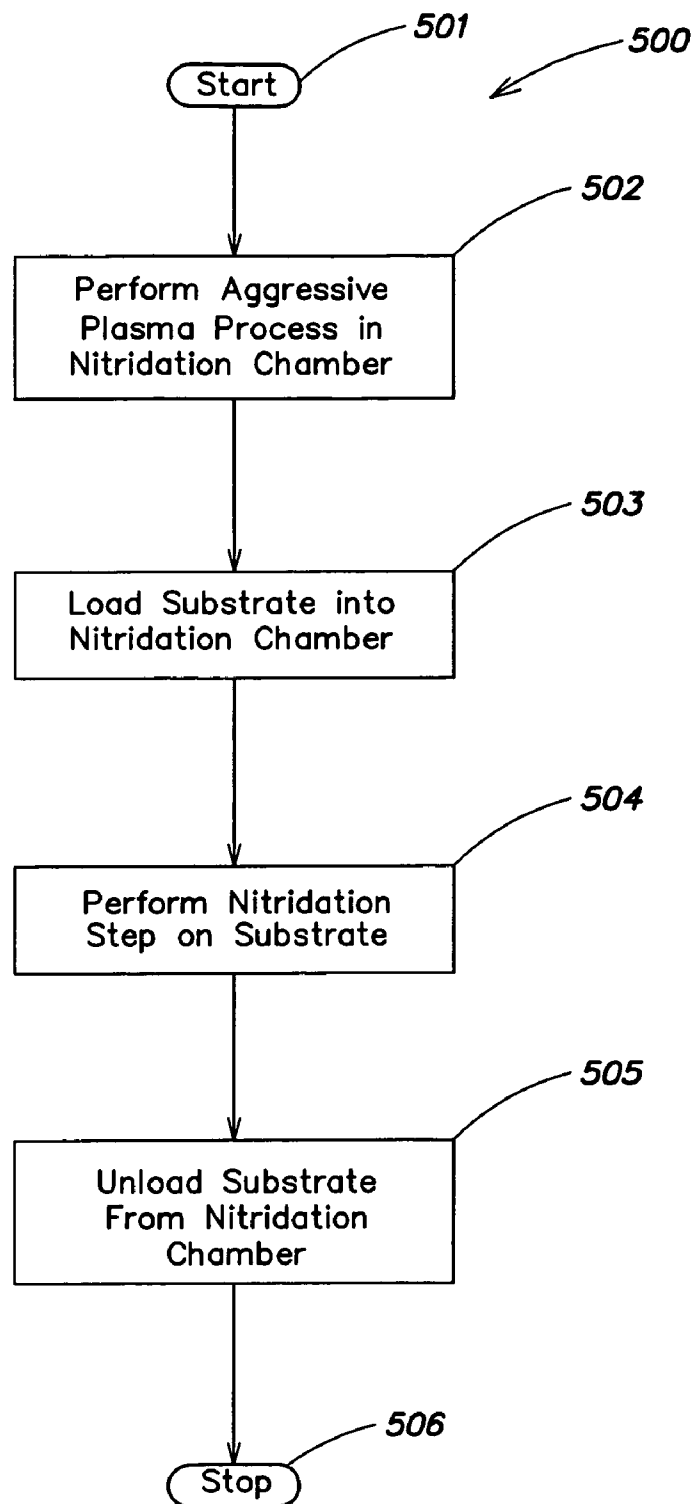 501
500
Start
502
Perform Aggressive
Plasma Process in
Nitridation Chamber
503
Load Substrate into
Nitridation Chamber
504
Perform Nitridation
Step on Substrate
505
Unload Substrate
From Nitridation
Chamber
506
Stop